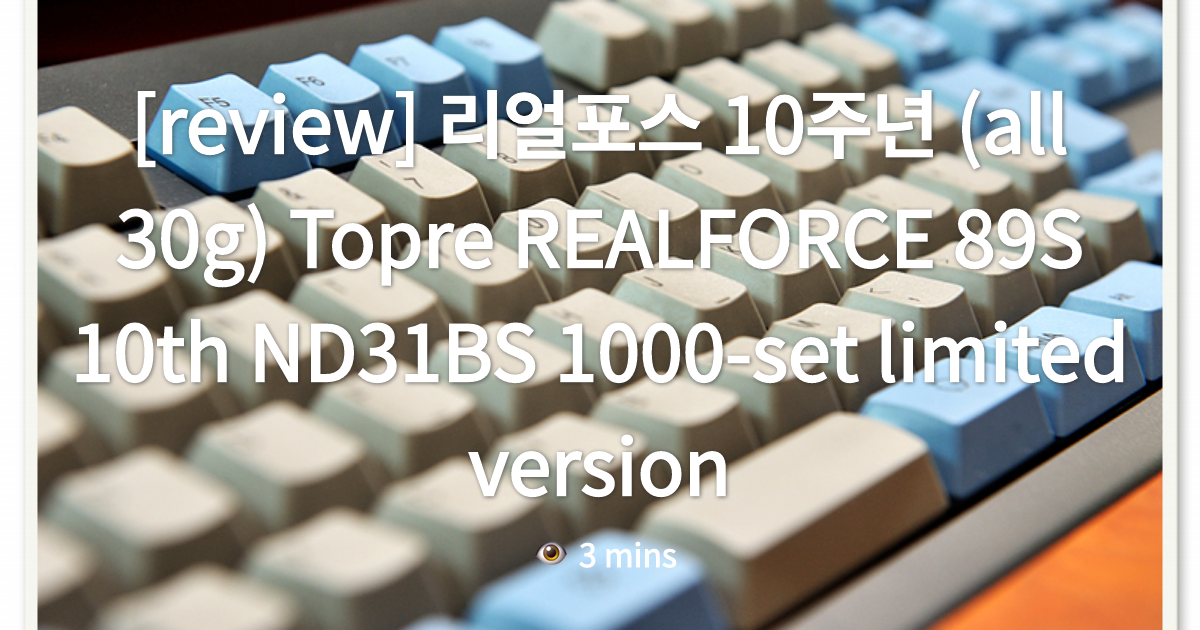 [review] 리얼포스 10주년 (all
30g) Topre REALFORCE 89S
10th ND31BS 1000-set limited
version
3 mins